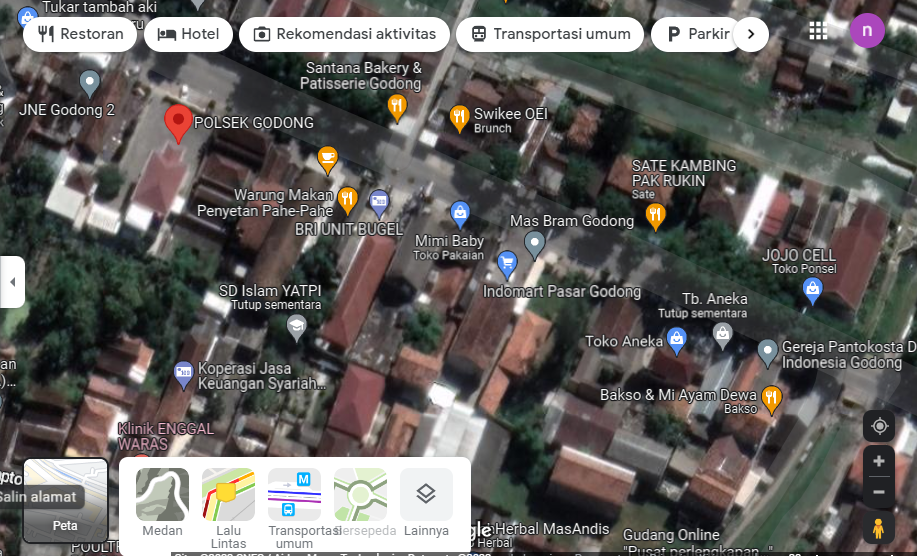 Tukar tambah aki
Restoran
Hotel
Rekomendasi aktivitas
Transportasi umum
Parkir
n
JNE Godong 2
POLSEK GODONG
Santana Bakery &
Patisserie Godong
Swikee OEI
Brunch
SATE KAMBING
PAK RUKIN
Sate
Warung Makan
Penyetan Pahe-Pahe
BRI UNIT BUGEL
Mimi Baby
Toko Pakaian
Mas Bram Godong
Indomart Pasar Godong
JOJO CELL
Toko Ponsel
SD Islam YATPI
Tutup sementara
Tb. Aneka
Tutup sementara
Toko Aneka
Gereja Pantokosta D
Indonesia Godong
Koperasi Jasa
Keuangan Syariah...
Bakso & Mi Ayam Dewa
Bakso
Klinik ENGGAL
WARAS
Salin alamat
Peta
Medan
Lalu
Lintas
Transportasi
umum
Bersepeda
Lainnya
Herbal MasAndis
Herbal
Gudang Online
"Pusat perlengkapan..."